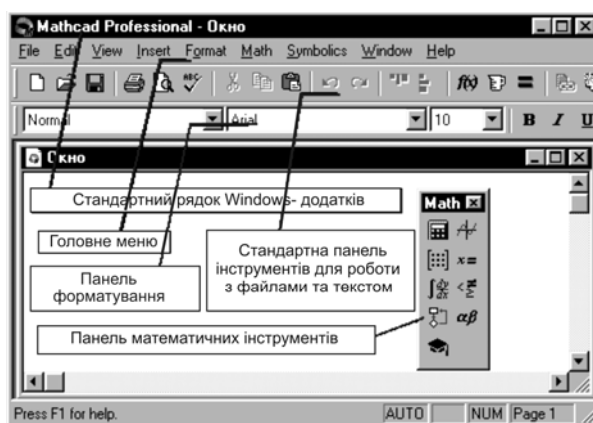 Mathcad Professional - Окно
File Edit View Insert Format Math Symbolics Window Help
f(x)
Normal Arial 10 B I U
Окно
Стандартний рядок Windows- додатків
Math
Головне меню
Стандартна панель
інструментів для роботи
з файлами та текстом
x=
Панель
форматування
∫ dy/dx
αβ
Панель математичних інструментів
Press F1 for help. AUTO NUM Page 1